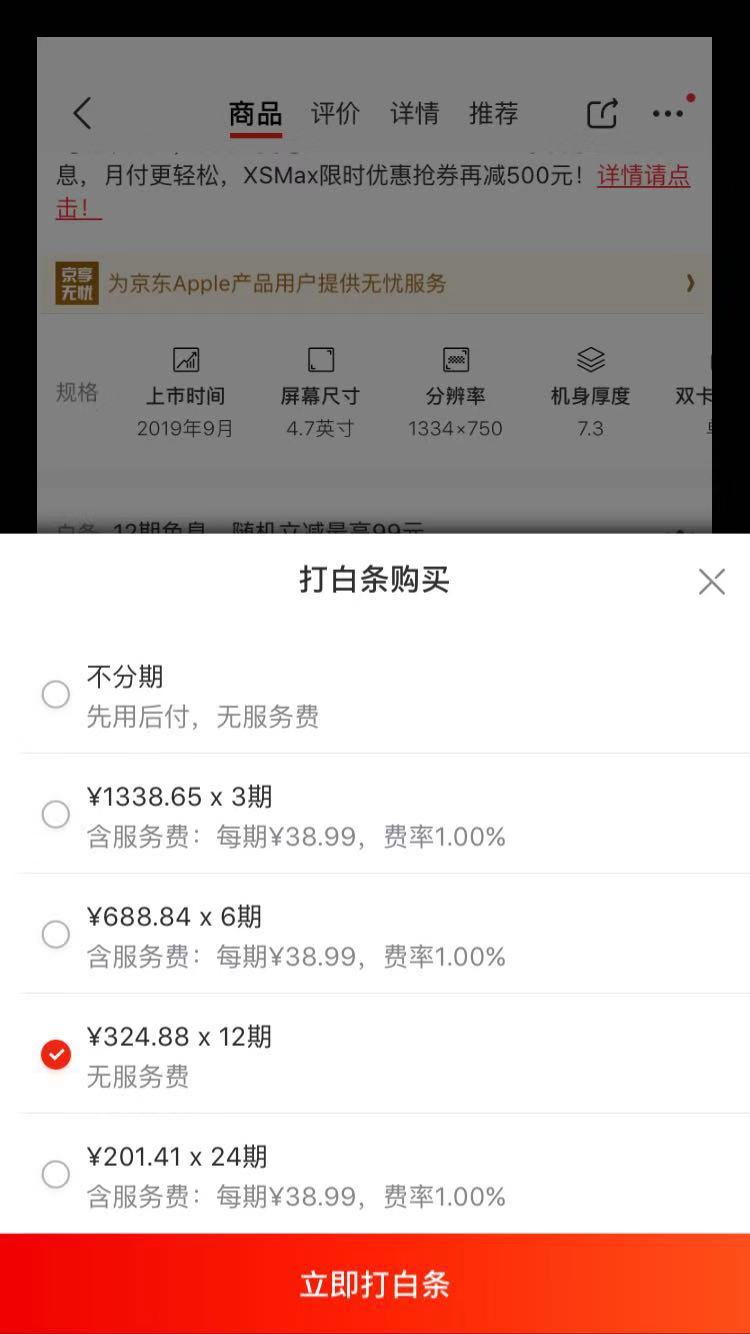 商品 评价 详情 推荐
息，月付更轻松，XSMax限时优惠抢券再减500元！详情请点
击！
京享
无忧
为京东Apple产品用户提供无忧服务
规格
上市时间 屏幕尺寸 分辨率 机身厚度 双卡
2019年9月 4.7英寸 1334×750 7.3
白条 12期免息，随机立减最高99元
打白条购买
不分期
先用后付，无服务费
¥1338.65 x 3期
含服务费：每期¥38.99，费率1.00%
¥688.84 x 6期
含服务费：每期¥38.99，费率1.00%
¥324.88 x 12期
无服务费
¥201.41 x 24期
含服务费：每期¥38.99，费率1.00%
立即打白条